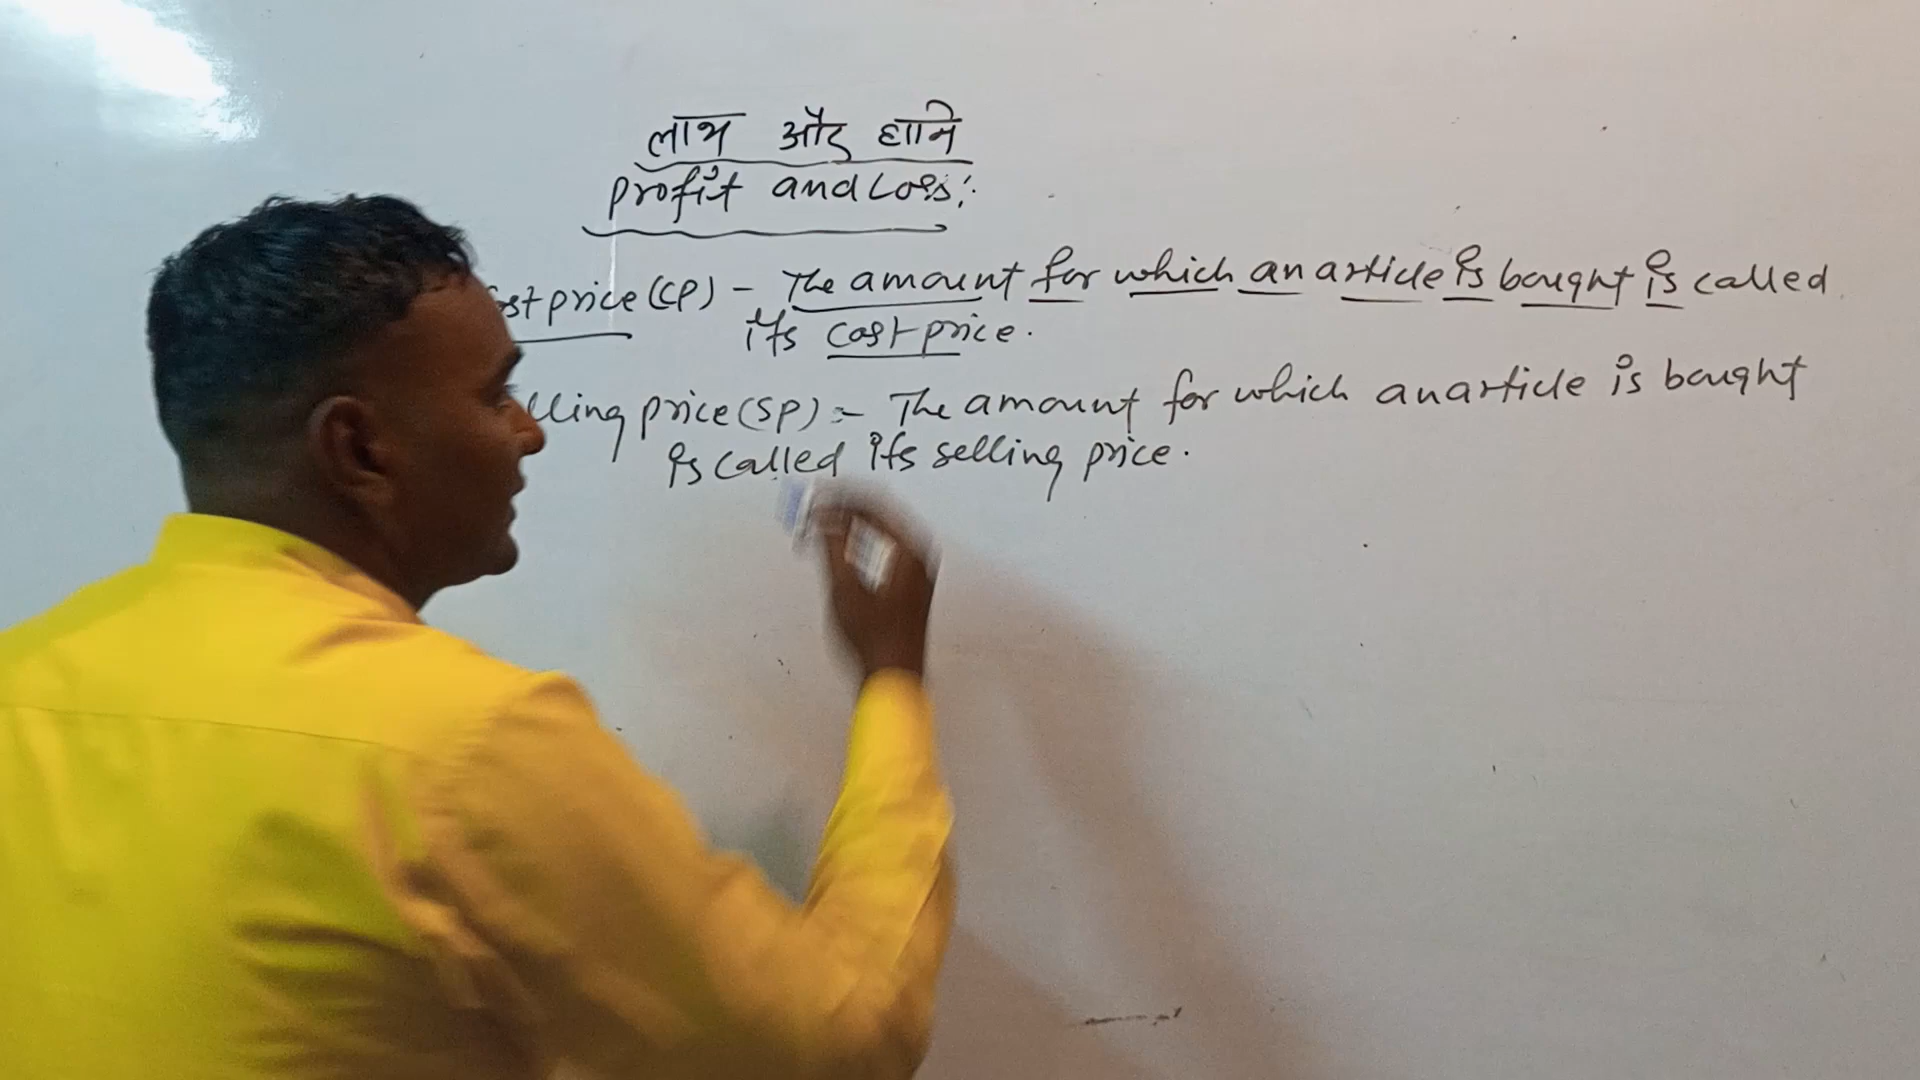 लाभ और हानि
profit and Loss:
ost price (CP) - The amount for which an article is bought is called
its cost price.
lling price (SP) :- The amount for which an article is bought
is called its selling price.